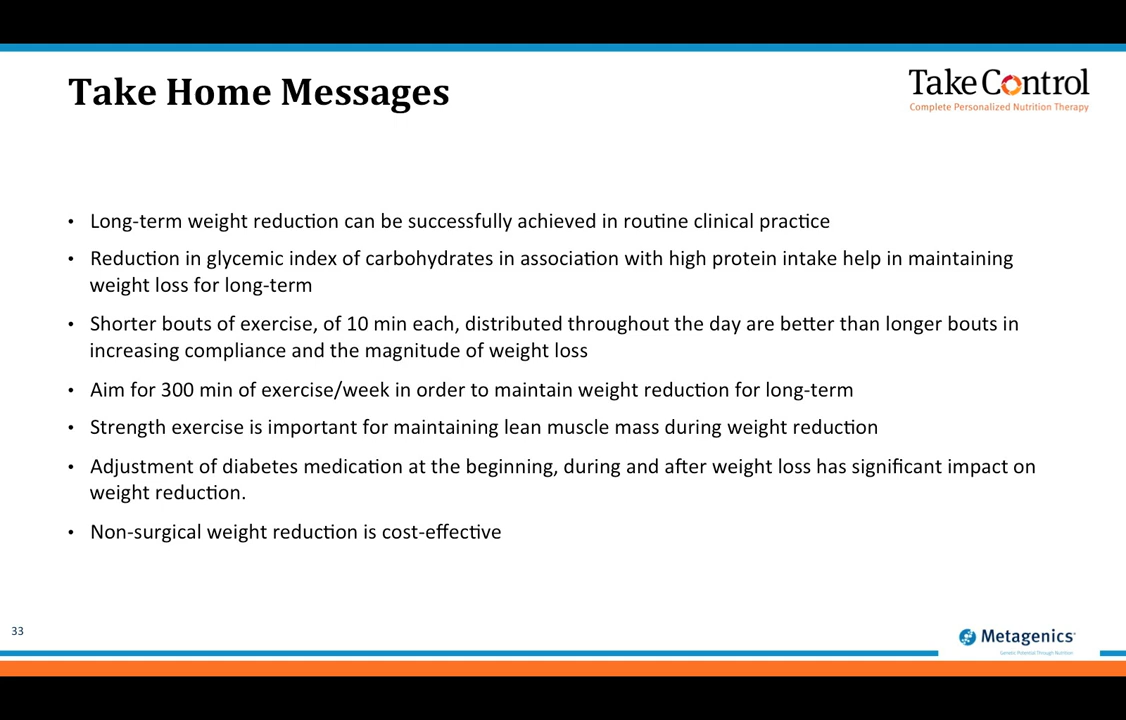 Take Home Messages
Take Control
Complete Personalized Nutrition Therapy
• Long-term weight reduction can be successfully achieved in routine clinical practice
• Reduction in glycemic index of carbohydrates in association with high protein intake help in maintaining
weight loss for long-term
• Shorter bouts of exercise, of 10 min each, distributed throughout the day are better than longer bouts in
increasing compliance and the magnitude of weight loss
• Aim for 300 min of exercise/week in order to maintain weight reduction for long-term
• Strength exercise is important for maintaining lean muscle mass during weight reduction
• Adjustment of diabetes medication at the beginning, during and after weight loss has significant impact on
weight reduction.
• Non-surgical weight reduction is cost-effective
33
Metagenics
Genetic Potential Through Nutrition